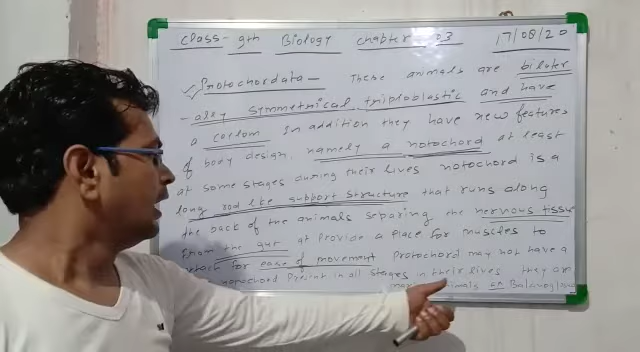 Class- 9th Biology chapter 03 17/08/20
Protochordata - These animals are bilater
-ally symmetrical, triploblastic and have
a coelom In addition they have new features
of body design, namely a notochord at least
at some stages during their lives notochord is a
long rod like support structure that runs along
the back of the animals separing the nervous tissue
From the gut at Provide a place for muscles to
attach for ease of movement Protochord may not have a
notochord Present in all stages in their lives they are
animals Ex Balanoglossus